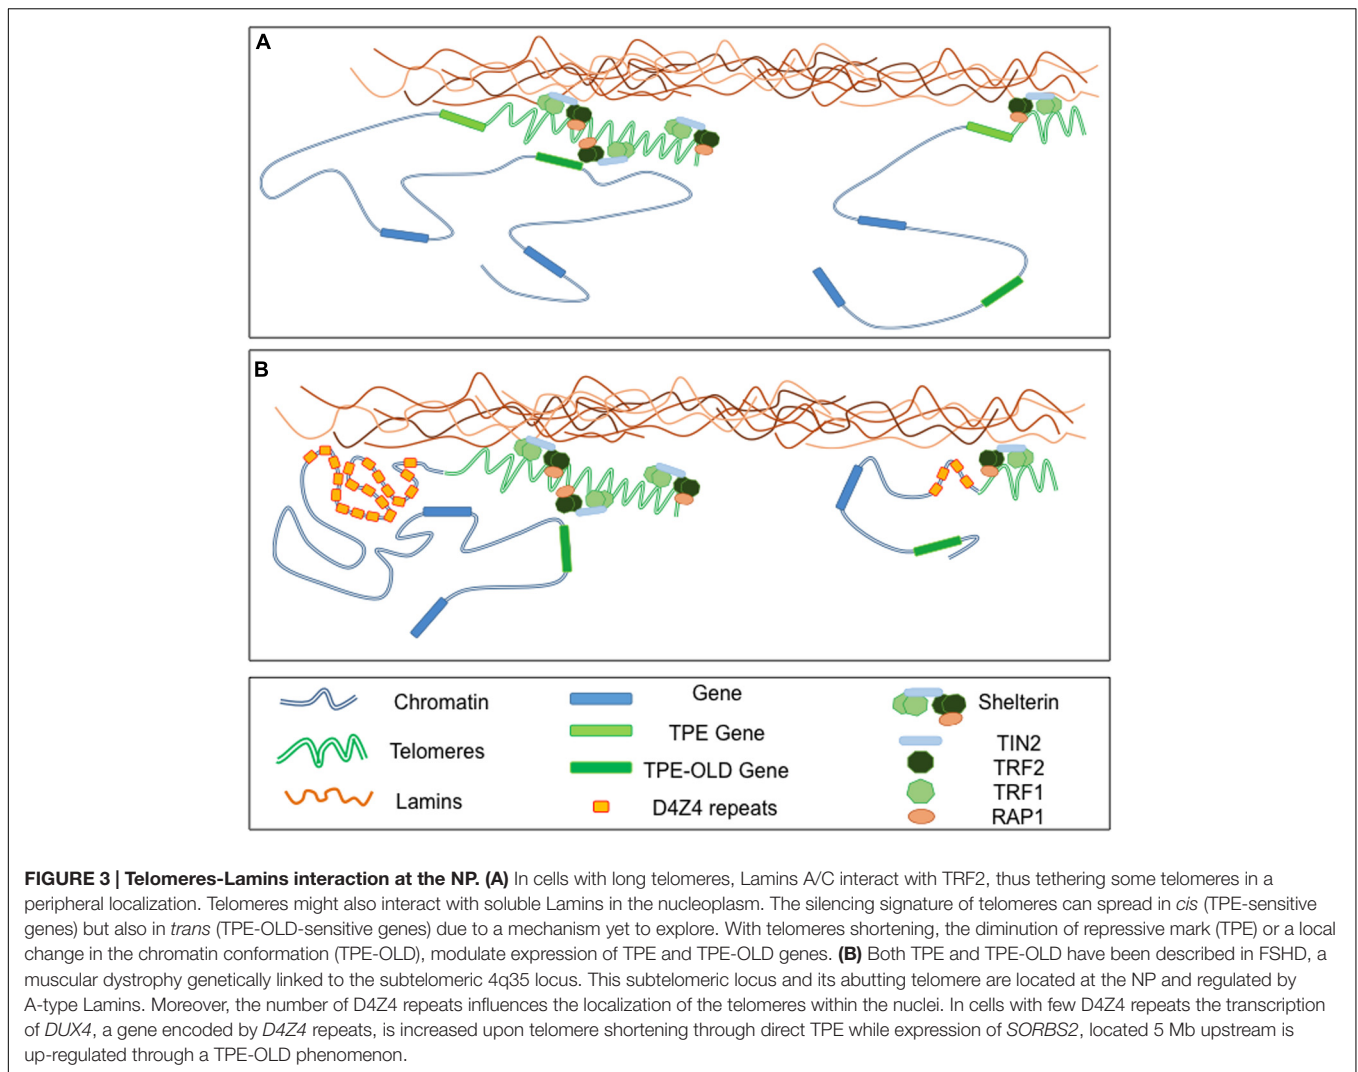 A
B
Chromatin
Telomeres
Lamins
Gene
TPE Gene
TPE-OLD Gene
D4Z4 repeats
Shelterin
TIN2
TRF2
TRF1
RAP1
FIGURE 3 | Telomeres-Lamins interaction at the NP. (A) In cells with long telomeres, Lamins A/C interact with TRF2, thus tethering some telomeres in a
peripheral localization. Telomeres might also interact with soluble Lamins in the nucleoplasm. The silencing signature of telomeres can spread in cis (TPE-sensitive
genes) but also in trans (TPE-OLD-sensitive genes) due to a mechanism yet to explore. With telomeres shortening, the diminution of repressive mark (TPE) or a local
change in the chromatin conformation (TPE-OLD), modulate expression of TPE and TPE-OLD genes. (B) Both TPE and TPE-OLD have been described in FSHD, a
muscular dystrophy genetically linked to the subtelomeric 4q35 locus. This subtelomeric locus and its abutting telomere are located at the NP and regulated by
A-type Lamins. Moreover, the number of D4Z4 repeats influences the localization of the telomeres within the nuclei. In cells with few D4Z4 repeats the transcription
of DUX4, a gene encoded by D4Z4 repeats, is increased upon telomere shortening through direct TPE while expression of SORBS2, located 5 Mb upstream is
up-regulated through a TPE-OLD phenomenon.